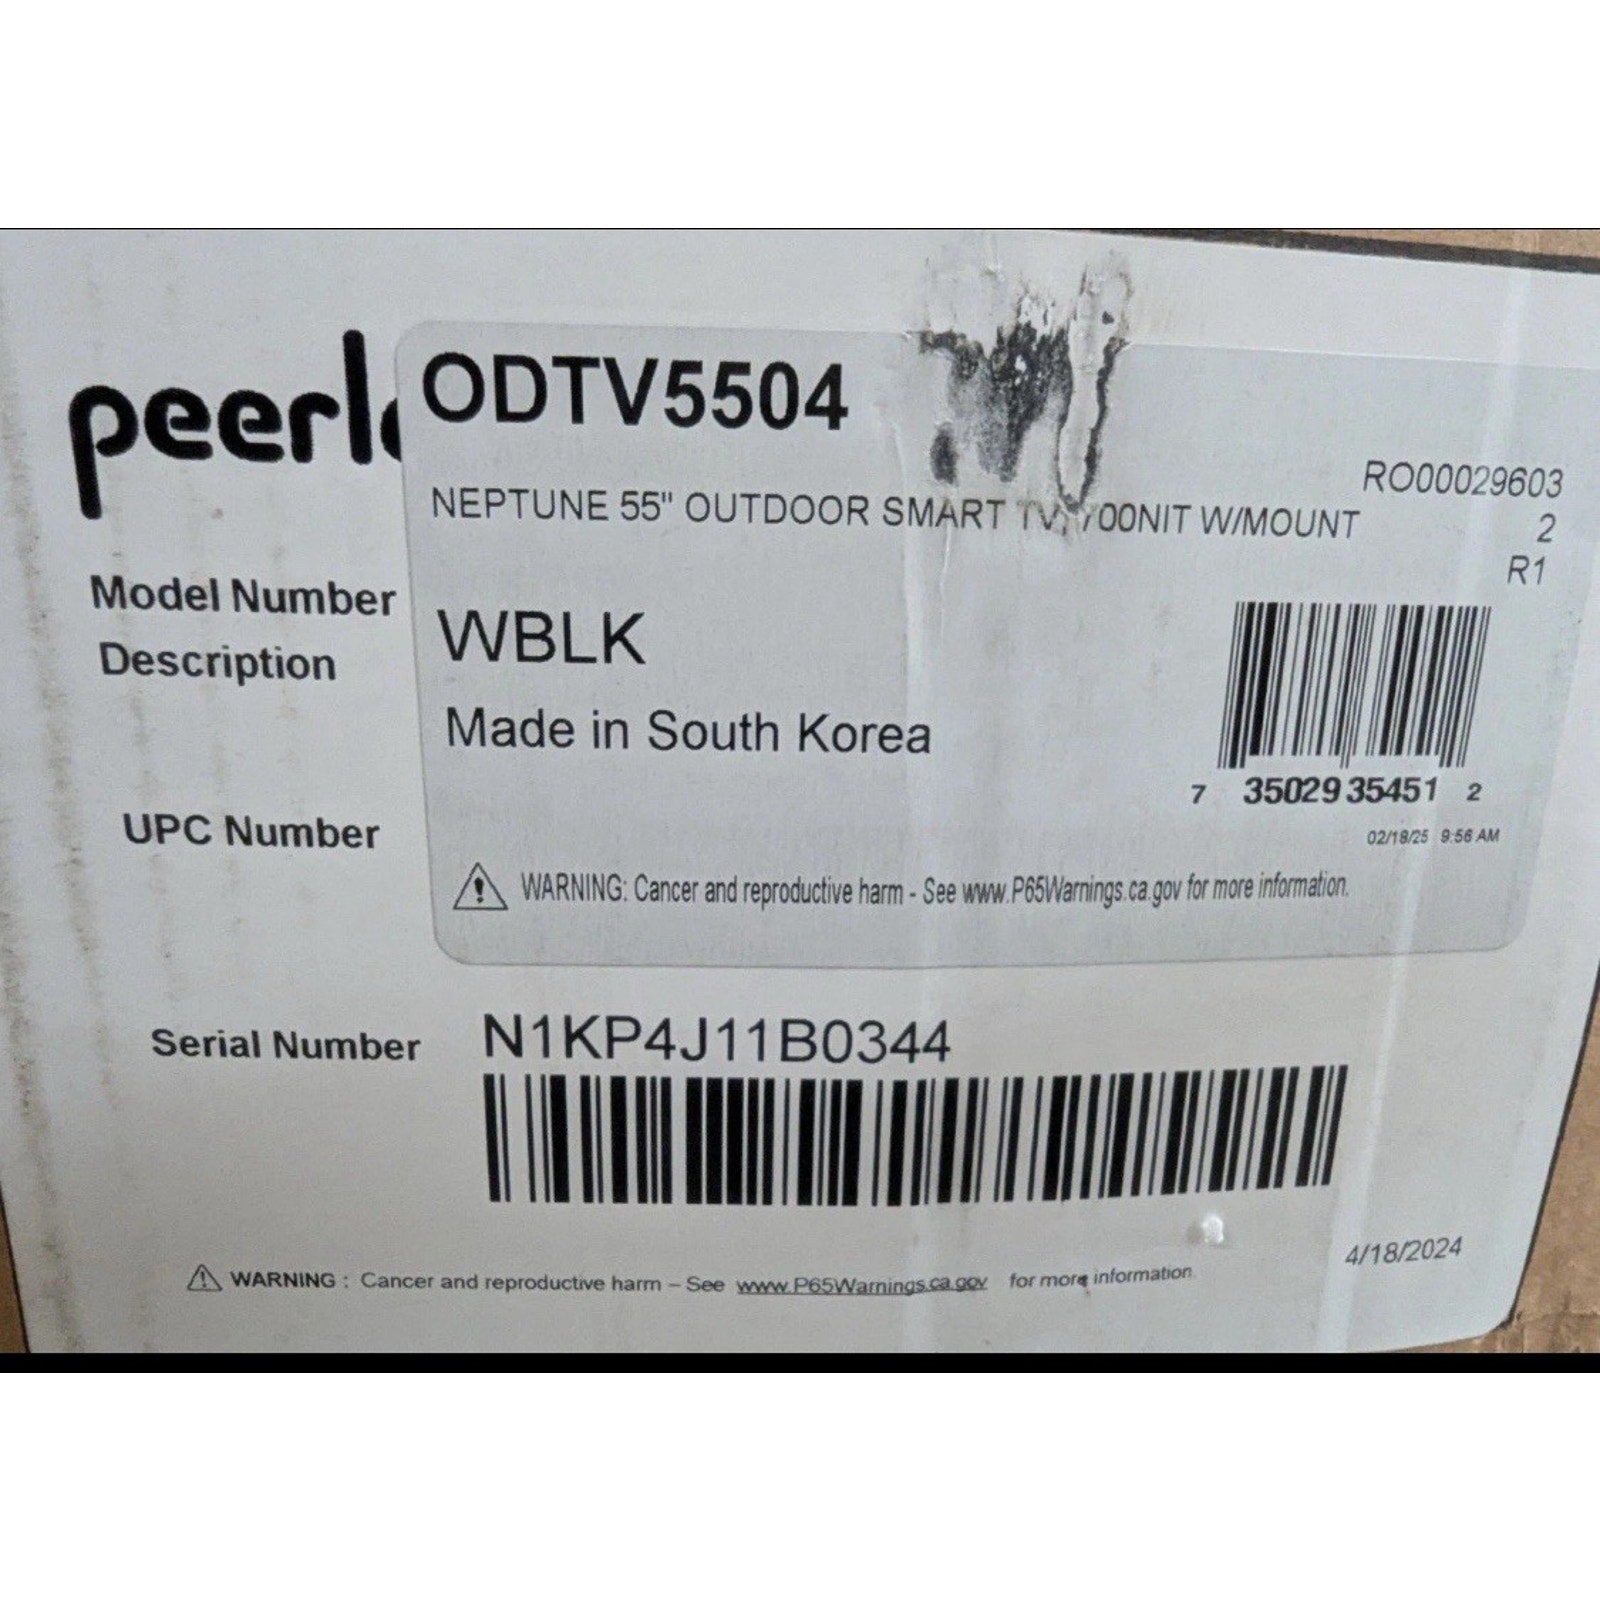 peerle
ODTV5504
NEPTUNE 55" OUTDOOR SMART TV, 700NIT W/MOUNT
RO00029603
2
R1
Model Number
Description
WBLK
Made in South Korea
7 35029 35451 2
02/18/25 9:56 AM
UPC Number
WARNING: Cancer and reproductive harm - See www.P65Warnings.ca.gov for more information.
Serial Number
N1KP4J11B0344
4/18/2024
WARNING : Cancer and reproductive harm – See www.P65Warnings.ca.gov for more information.